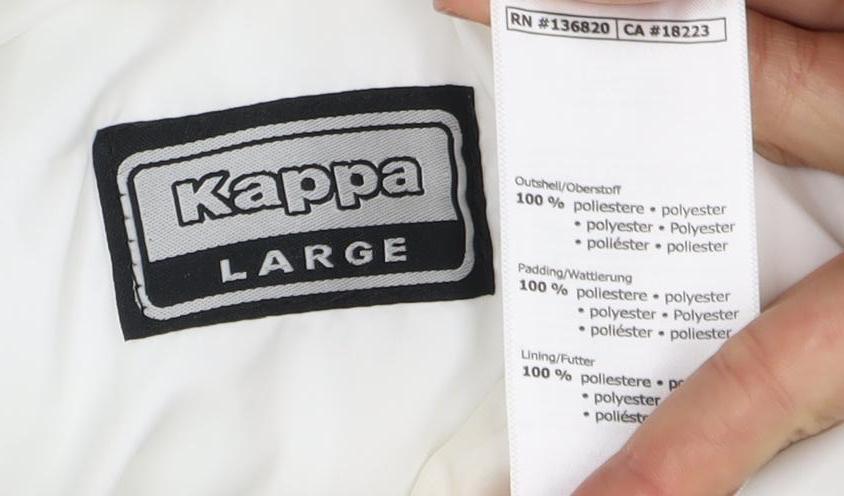 Kappa
LARGE
RN #136820 CA #18223
Outshell/Oberstoff
100 % poliestere • polyester
• polyester • Polyester
• poliéster • poliester
Padding/Wattierung
100 % poliestere • polyester
• polyester • Polyester
• poliéster • poliester
Lining/Futter
100 % poliestere •
• polyester
•